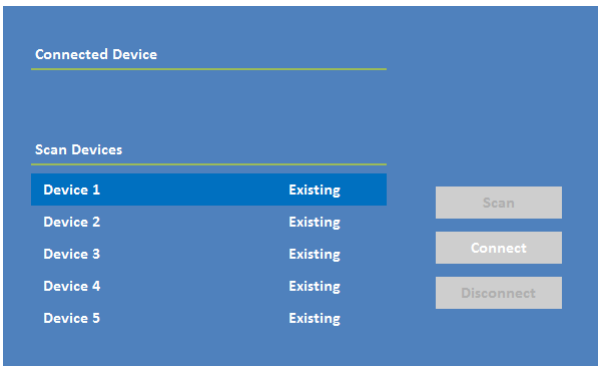 Connected Device
Scan Devices
Device 1 Existing
Device 2 Existing
Device 3 Existing
Device 4 Existing
Device 5 Existing
Scan
Connect
Disconnect